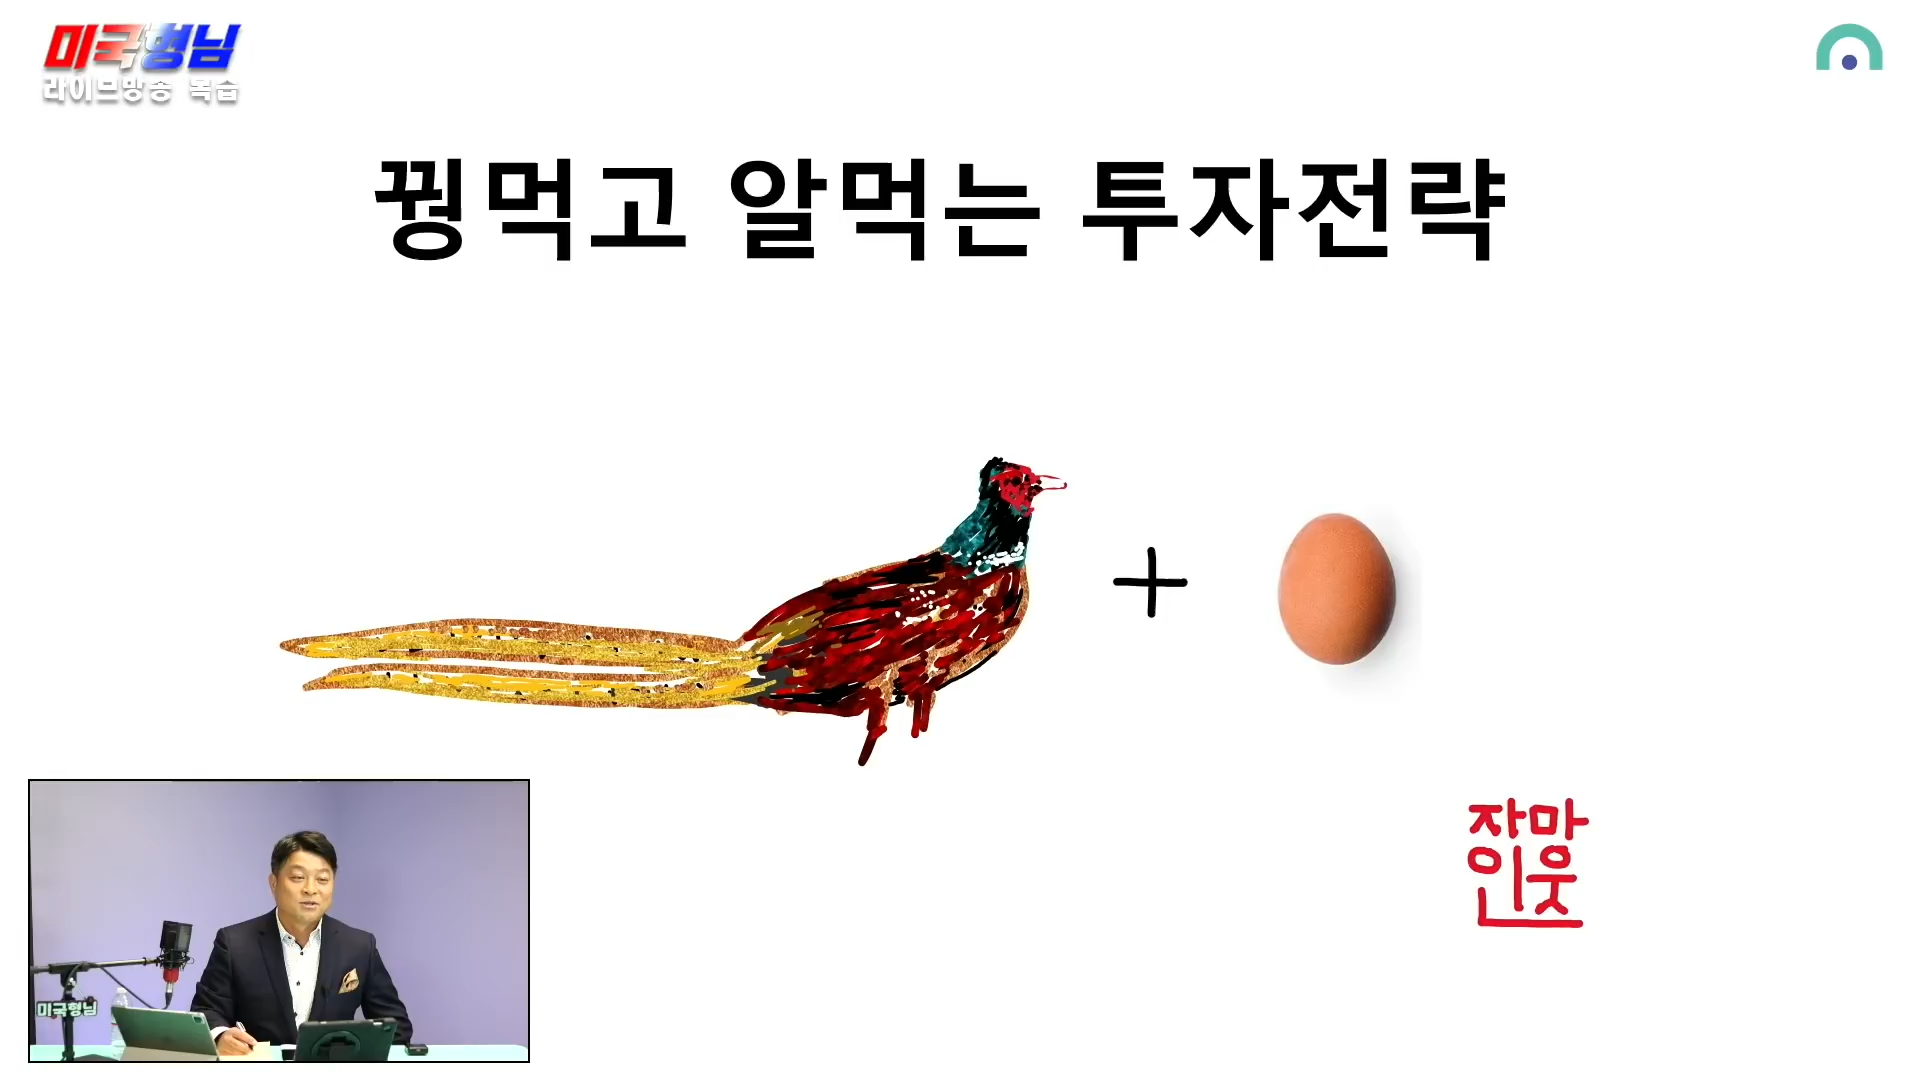 미국형님
라이브방송 복습
꿩먹고 알먹는 투자전략
자마
인웃
미국형님